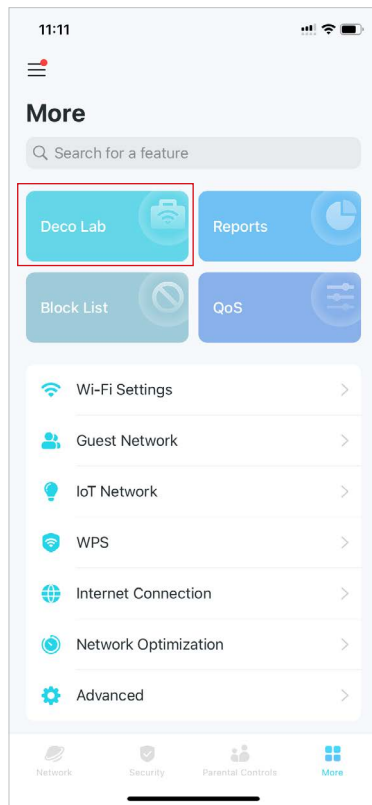 11:11
More
Search for a feature
Deco Lab
Reports
Block List
QoS
Wi-Fi Settings
Guest Network
IoT Network
WPS
Internet Connection
Network Optimization
Advanced
Network Security Parental Controls More